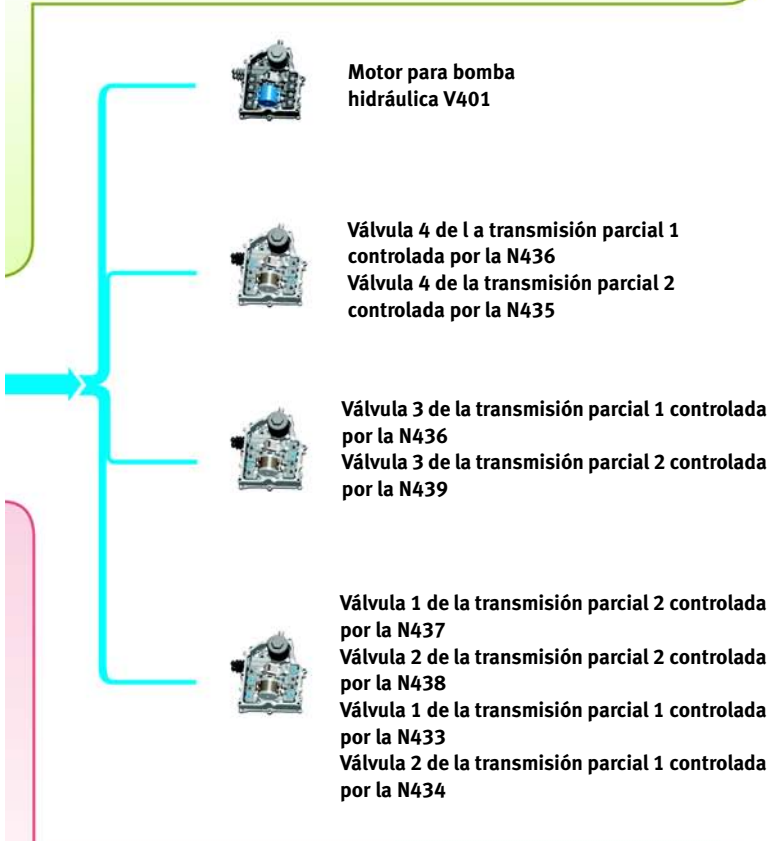 Motor para bomba
hidráulica V401
Válvula 4 de l a transmisión parcial 1
controlada por la N436
Válvula 4 de la transmisión parcial 2
controlada por la N435
Válvula 3 de la transmisión parcial 1 controlada
por la N436
Válvula 3 de la transmisión parcial 2 controlada
por la N439
Válvula 1 de la transmisión parcial 2 controlada
por la N437
Válvula 2 de la transmisión parcial 2 controlada
por la N438
Válvula 1 de la transmisión parcial 1 controlada
por la N433
Válvula 2 de la transmisión parcial 1 controlada
por la N434